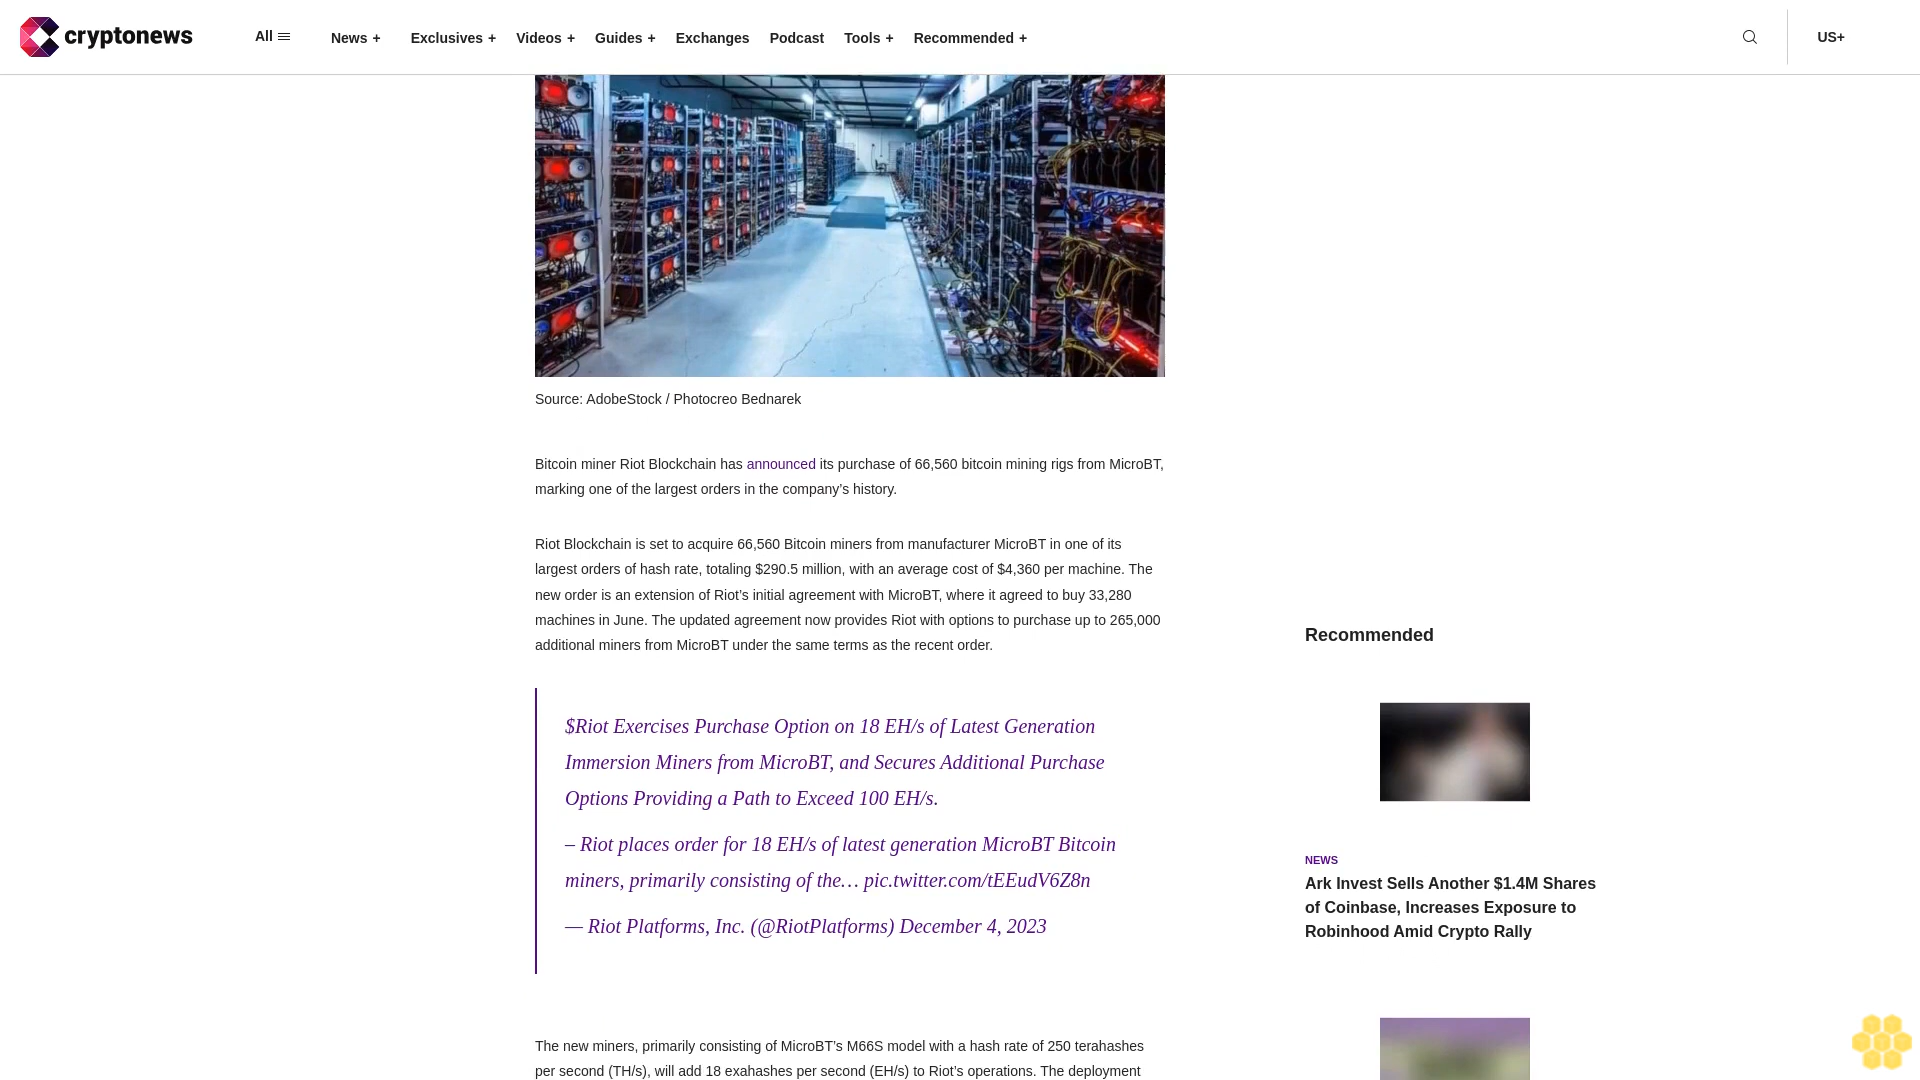 cryptonews
All
News +
Exclusives +
Videos +
Guides +
Exchanges
Podcast
Tools +
Recommended +
US+
Source: AdobeStock / Photocreo Bednarek
Bitcoin miner Riot Blockchain has announced its purchase of 66,560 bitcoin mining rigs from MicroBT,
marking one of the largest orders in the company’s history.
Riot Blockchain is set to acquire 66,560 Bitcoin miners from manufacturer MicroBT in one of its
largest orders of hash rate, totaling $290.5 million, with an average cost of $4,360 per machine. The
new order is an extension of Riot’s initial agreement with MicroBT, where it agreed to buy 33,280
machines in June. The updated agreement now provides Riot with options to purchase up to 265,000
additional miners from MicroBT under the same terms as the recent order.
$Riot Exercises Purchase Option on 18 EH/s of Latest Generation
Immersion Miners from MicroBT, and Secures Additional Purchase
Options Providing a Path to Exceed 100 EH/s.
– Riot places order for 18 EH/s of latest generation MicroBT Bitcoin
miners, primarily consisting of the… pic.twitter.com/tEEudV6Z8n
— Riot Platforms, Inc. (@RiotPlatforms) December 4, 2023
The new miners, primarily consisting of MicroBT’s M66S model with a hash rate of 250 terahashes
per second (TH/s), will add 18 exahashes per second (EH/s) to Riot’s operations. The deployment
Recommended
NEWS
Ark Invest Sells Another $1.4M Shares
of Coinbase, Increases Exposure to
Robinhood Amid Crypto Rally